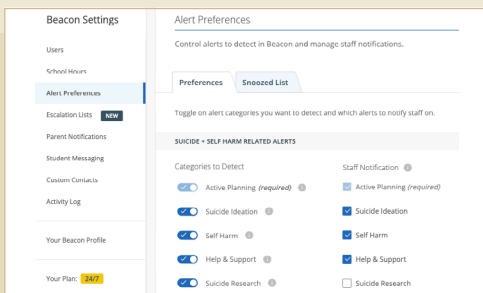 Beacon Settings
Users
School Hours
Alert Preferences
Escalation Lists NEW
Parent Notifications
Student Messaging
Custom Contacts
Activity Log
Your Beacon Profile
Your Plan: 24/7
Alert Preferences
Control alerts to detect in Beacon and manage staff notifications.
Preferences Snoozed List
Toggle on alert categories you want to detect and which alerts to notify staff on.
SUICIDE + SELF HARM RELATED ALERTS
Categories to Detect Staff Notification
Active Planning (required) Active Planning (required)
Suicide Ideation Suicide Ideation
Self Harm Self Harm
Help & Support Help & Support
Suicide Research Suicide Research